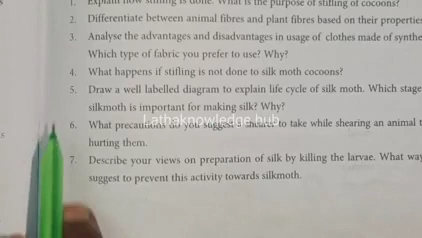 1. Explain how stifling is done. What is the purpose of stifling of cocoons?
2. Differentiate between animal fibres and plant fibres based on their properties
3. Analyse the advantages and disadvantages in usage of clothes made of synthe
Which type of fabric you prefer to use? Why?
4. What happens if stifling is not done to silk moth cocoons?
5. Draw a well labelled diagram to explain life cycle of silk moth. Which stage
silkmoth is important for making silk? Why?
Lathaknowledge hub
6. What precautions do you suggest a shearer to take while shearing an animal t
hurting them.
7. Describe your views on preparation of silk by killing the larvae. What way
suggest to prevent this activity towards silkmoth.